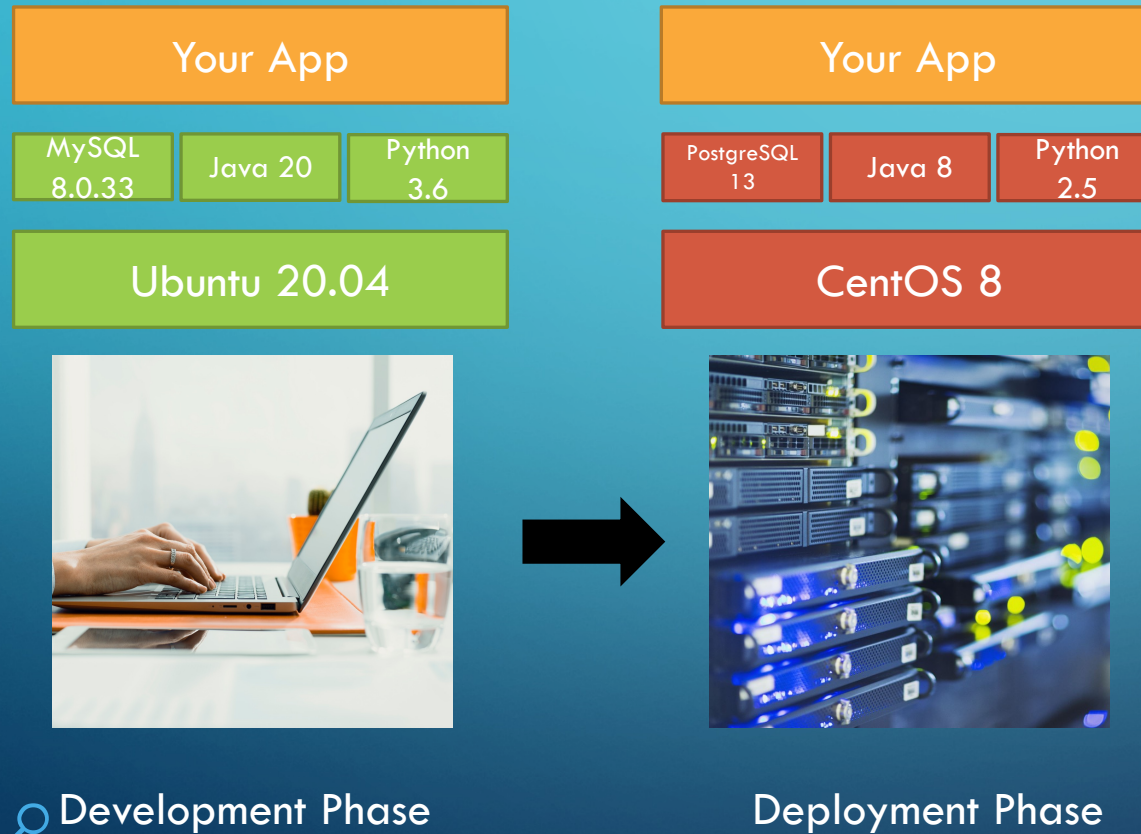 Your App
MySQL
8.0.33
Java 20
Python
3.6
Ubuntu 20.04
Development Phase
Your App
PostgreSQL
13
Java 8
Python
2.5
CentOS 8
Deployment Phase